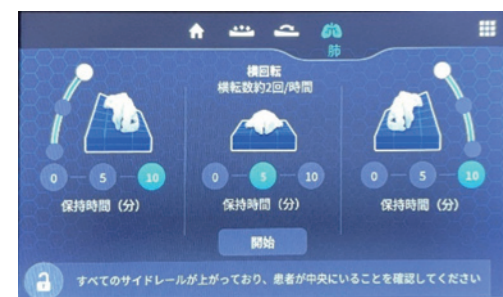 肺
横回転
横転数約2回/時間
0 5 10
保持時間（分）
0 5 10
保持時間（分）
0 5 10
保持時間（分）
開始
すべてのサイドレールが上がっており、患者が中央にいることを確認してください